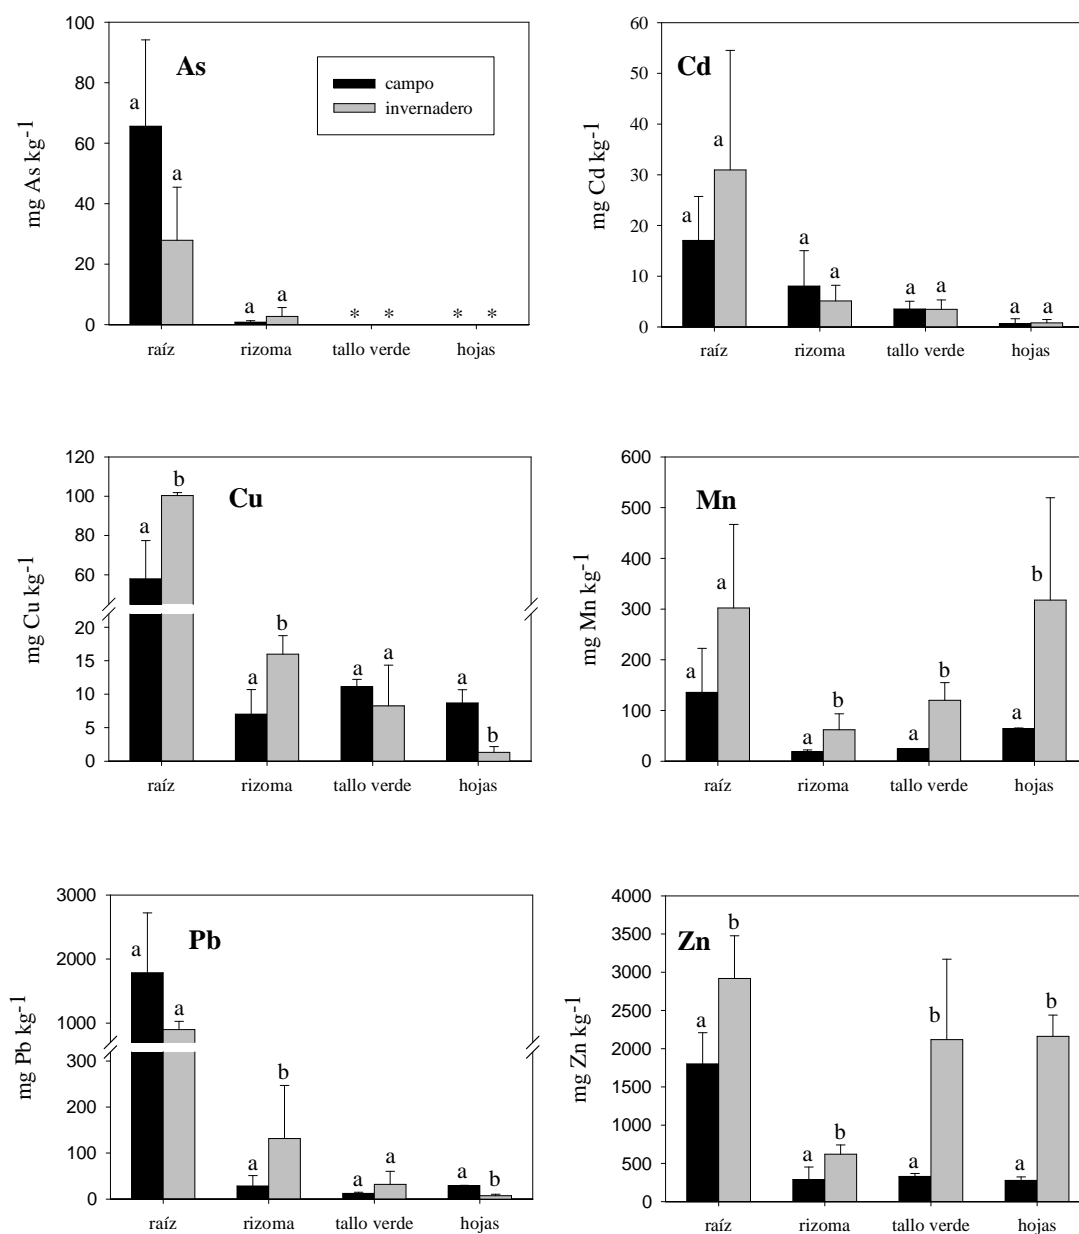 As
campo
invernadero
mg As kg-1
100
80
60
40
20
0
a
a
a
a
* * * *
raíz rizoma tallo verde hojas
Cd
mg Cd kg-1
60
50
40
30
20
10
0
a
a
a
a
a
a
a
a
raíz rizoma tallo verde hojas
Cu
mg Cu kg-1
120
100
80
60
20
15
10
5
0
a
b
a
b
a
a
a
b
raíz rizoma tallo verde hojas
Mn
mg Mn kg-1
600
500
400
300
200
100
0
a
a
a
b
a
b
a
b
raíz rizoma tallo verde hojas
Pb
mg Pb kg-1
3000
2000
1000
300
200
100
0
a
a
a
b
a
a
a
b
raíz rizoma tallo verde hojas
Zn
mg Zn kg-1
4000
3500
3000
2500
2000
1500
1000
500
0
a
b
a
b
a
b
a
b
raíz rizoma tallo verde hojas